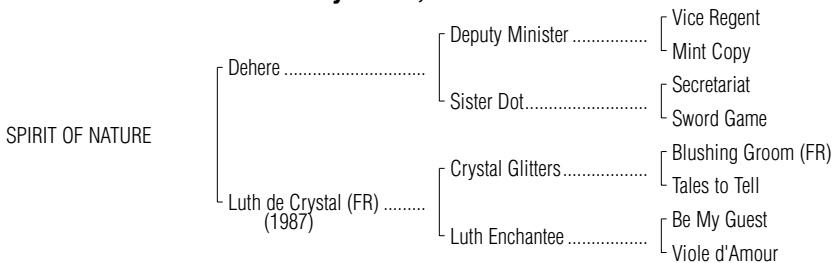 Vice Regent
Deputy Minister ................
Mint Copy
Dehere ..............................
Secretariat
Sister Dot..........................
Sword Game
SPIRIT OF NATURE
Blushing Groom (FR)
Crystal Glitters..................
Tales to Tell
Luth de Crystal (FR) .........
(1987)
Be My Guest
Luth Enchantee .................
Viole d'Amour